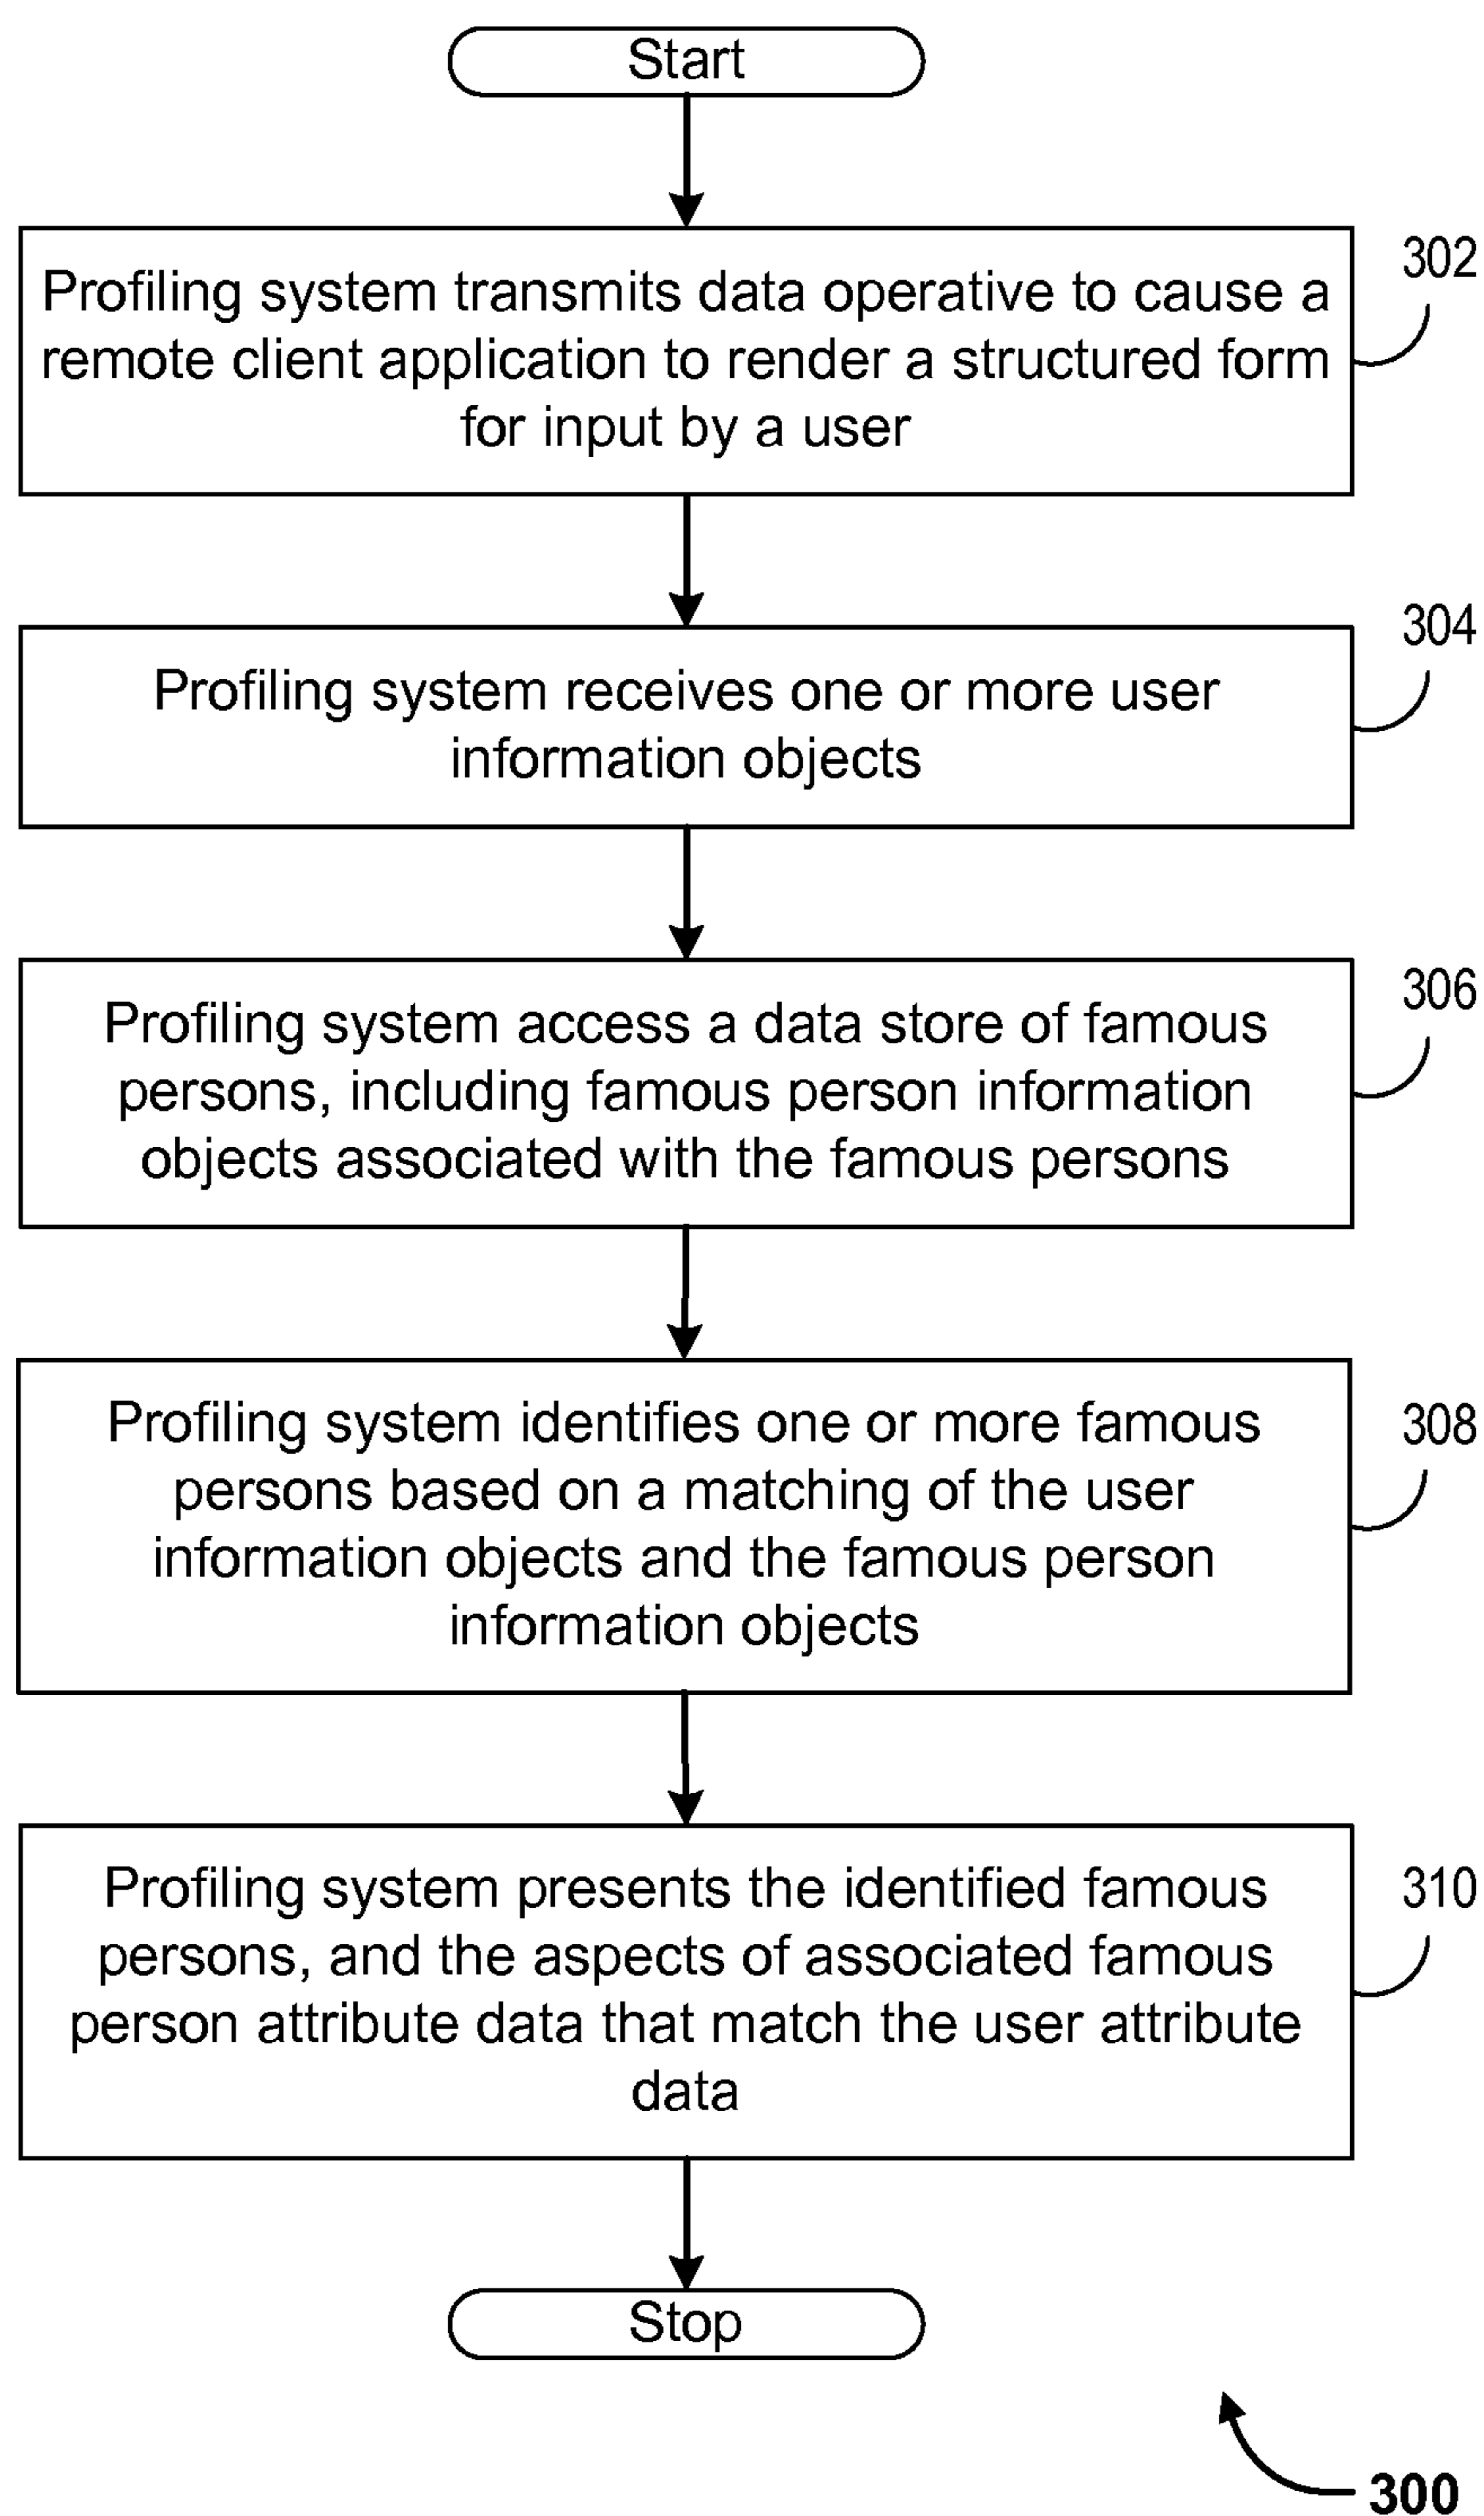 Start
302
Profiling system transmits data operative to cause a
remote client application to render a structured form
for input by a user
304
Profiling system receives one or more user
information objects
306
Profiling system access a data store of famous
persons, including famous person information
objects associated with the famous persons
308
Profiling system identifies one or more famous
persons based on a matching of the user
information objects and the famous person
information objects
310
Profiling system presents the identified famous
persons, and the aspects of associated famous
person attribute data that match the user attribute
data
Stop
300